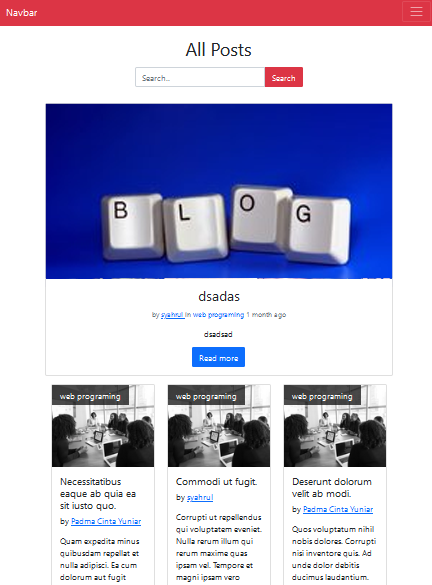 Navbar
All Posts
Search..
Search
B L O G
dsadas
by syahrul in web programing 1 month ago
dsadsad
Read more
web programing
Necessitatibus
eaque ab quia ea
sit iusto quo.
by Padma Cinta Yuniar
Quam expedita minus
quibusdam repellat et
nulla adipisci. Ea cum
dolorum aut fugit
web programing
Commodi ut fugit.
by syahrul
Corrupti ut repellendus
qui voluptatem eveniet.
Nulla rerum illum qui
rerum maxime quas
ipsam vel. Tempore et
magni ipsam vero
web programing
Deserunt dolorum
velit ab modi.
by Padma Cinta Yuniar
Quos voluptatum nihil
nobis dolores. Corrupti
nisi inventore quis. Ad
unde dolor debitis
ducimus laudantium.